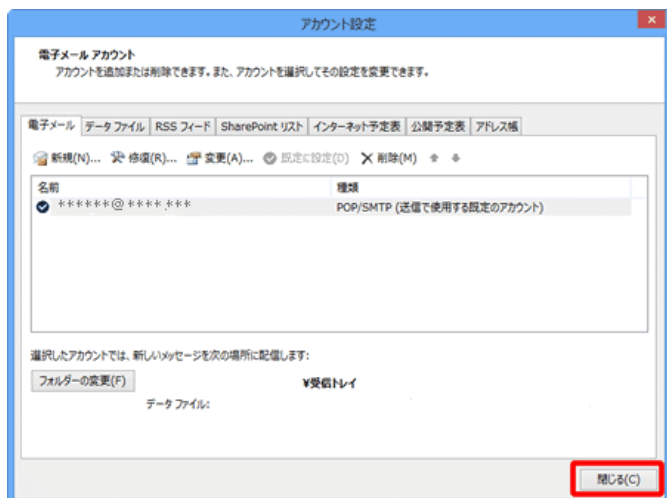 アカウント設定
電子メール アカウント
アカウントを追加または削除できます。また、アカウントを選択してその設定を変更できます。
電子メール データ ファイル RSS フィード SharePoint リスト インターネット予定表 公開予定表 アドレス帳
新規(N)... 修復(R)... 変更(A)... 既定に設定(D) 削除(M)
名前 種類
******@****.*** POP/SMTP (送信で使用する既定のアカウント)
選択したアカウントでは、新しいメッセージを次の場所に配信します:
フォルダーの変更(F) ¥受信トレイ
データ ファイル:
閉じる(C)